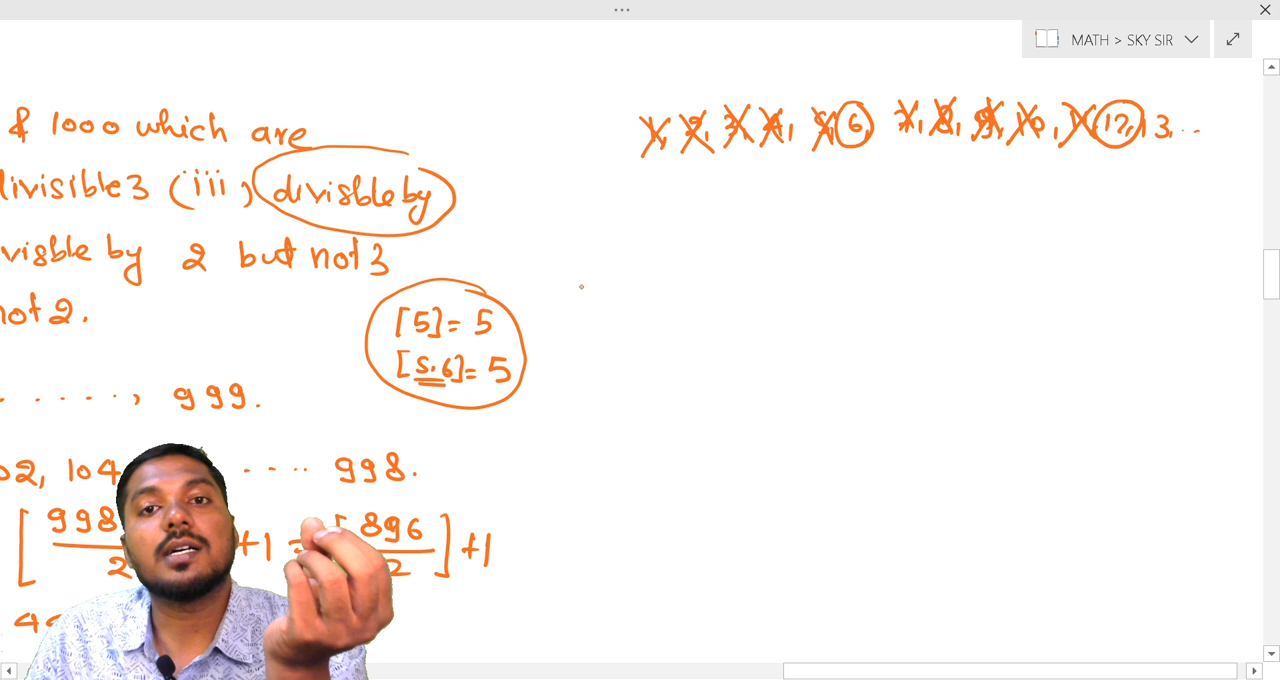 MATH > SKY SIR
& 1000 which are
divisible 3 (iii) divisble by
visble by 2 but not 3
not 2.
1, 2, 3, 4, 5, 6, 7, 8, 9, 10, 11, 12, 13, ...
[5] = 5
[5.6] = 5
. . . . . , 999.
02, 104 . . . . 998.
[998 / 2 +1 = [896 / 2] +1